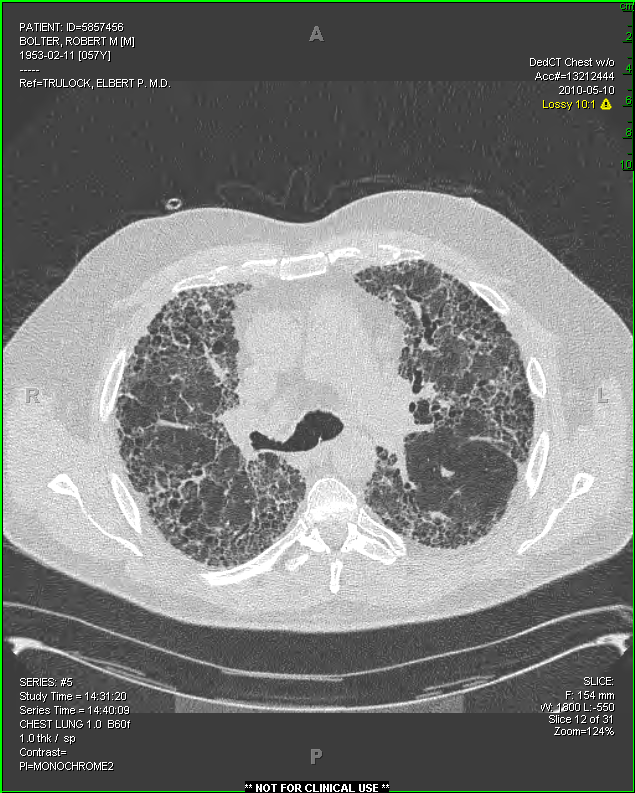 PATIENT: ID=5857456
BOLTER, ROBERT M [M]
1953-02-11 [057Y]
-----
Ref=TRULOCK, ELBERT P. M.D.
A
cm
2
4
6
8
10
DedCT Chest w/o
Acc#=13212444
2010-05-10
Lossy 10:1
R
L
SERIES: #5
Study Time = 14:31:20
Series Time = 14:40:09
CHEST LUNG 1.0 B60f
1.0 thk / sp
Contrast=
PI=MONOCHROME2
P
SLICE:
F: 154 mm
W: 1800 L:-550
Slice 12 of 31
Zoom=124%
** NOT FOR CLINICAL USE **